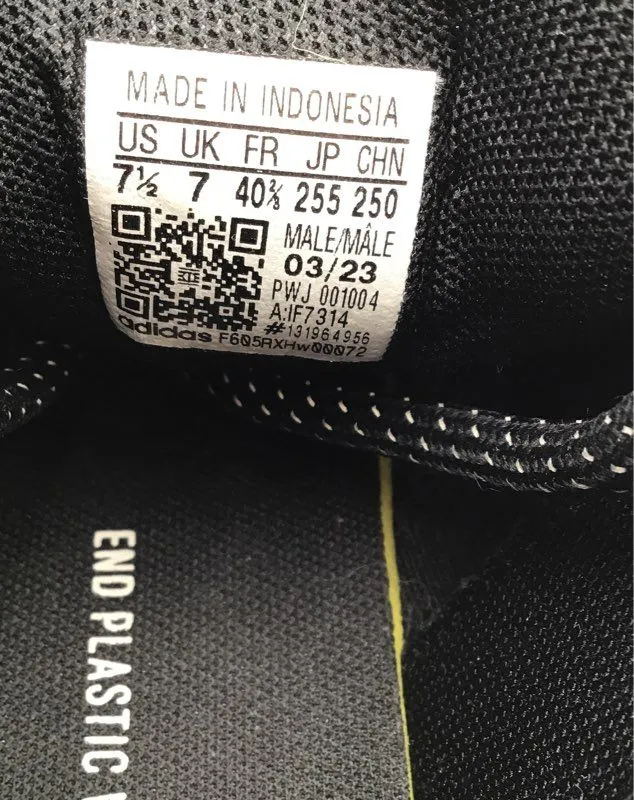 MADE IN INDONESIA
US UK FR JP CHN
7½ 7 40⅔ 255 250
MALE/MÂLE
03/23
PWJ 001004
A:IF7314
#131964956
adidas F605RXHw00072
END PLASTIC